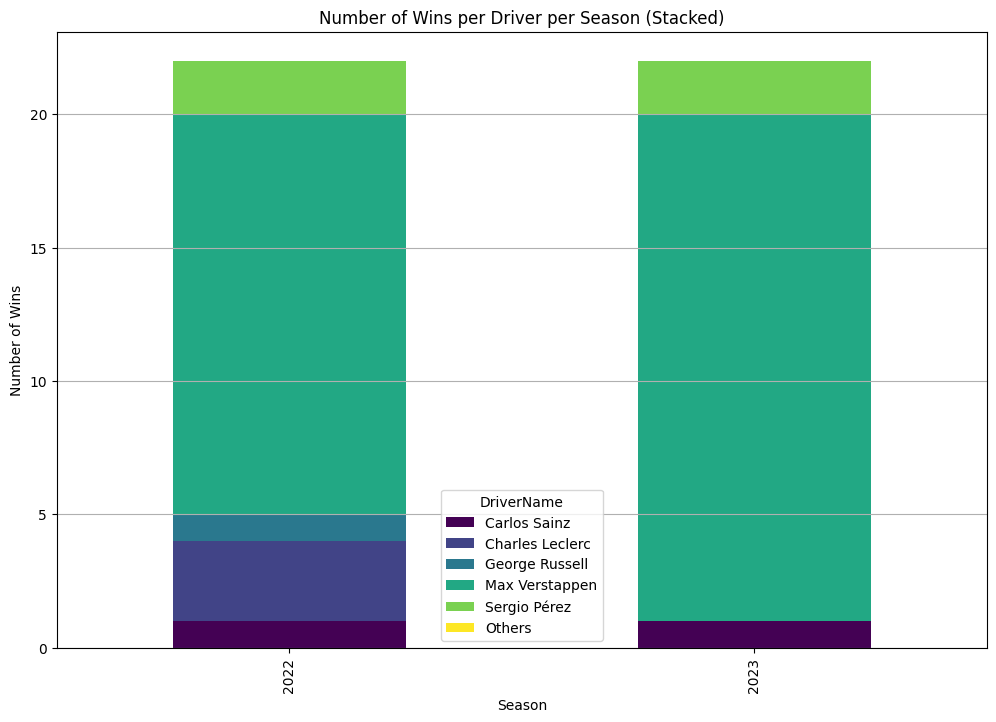 Number of Wins per Driver per Season (Stacked)
Number of Wins
20
15
10
5
0
DriverName
Carlos Sainz
Charles Leclerc
George Russell
Max Verstappen
Sergio Pérez
Others
2022
2023
Season